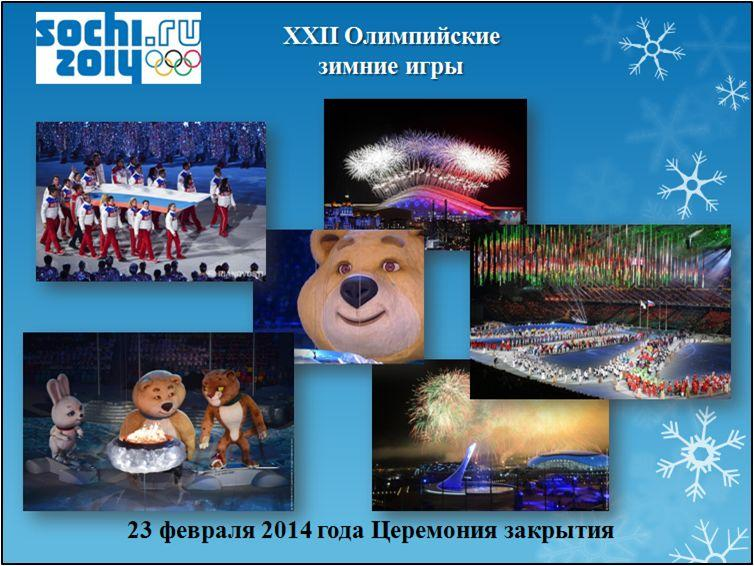 sochi.ru
2014
XXII Олимпийские
зимние игры
23 февраля 2014 года Церемония закрытия